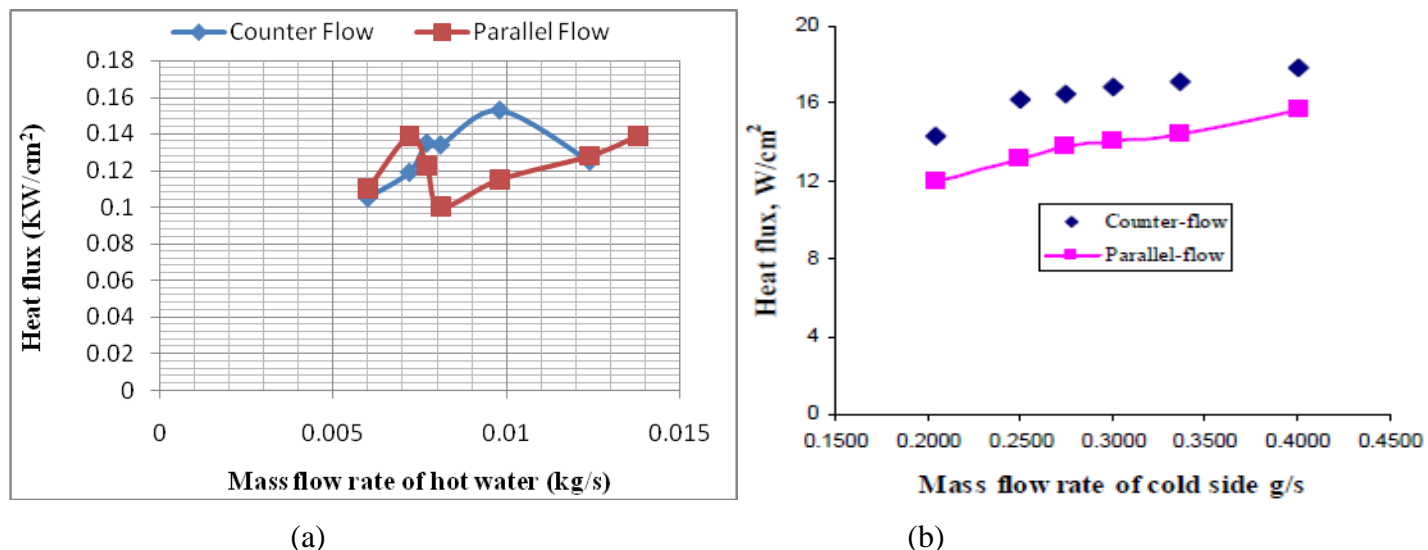 Counter Flow
Parallel Flow
0.18
0.16
0.14
0.12
0.1
0.08
0.06
0.04
0.02
0
0
0.005
0.01
0.015
Heat flux (KW/cm²)
Mass flow rate of hot water (kg/s)
(a)
20
16
12
8
4
0
0.1500
0.2000
0.2500
0.3000
0.3500
0.4000
0.4500
Heat flux, W/cm²
Counter-flow
Parallel-flow
Mass flow rate of cold side g/s
(b)